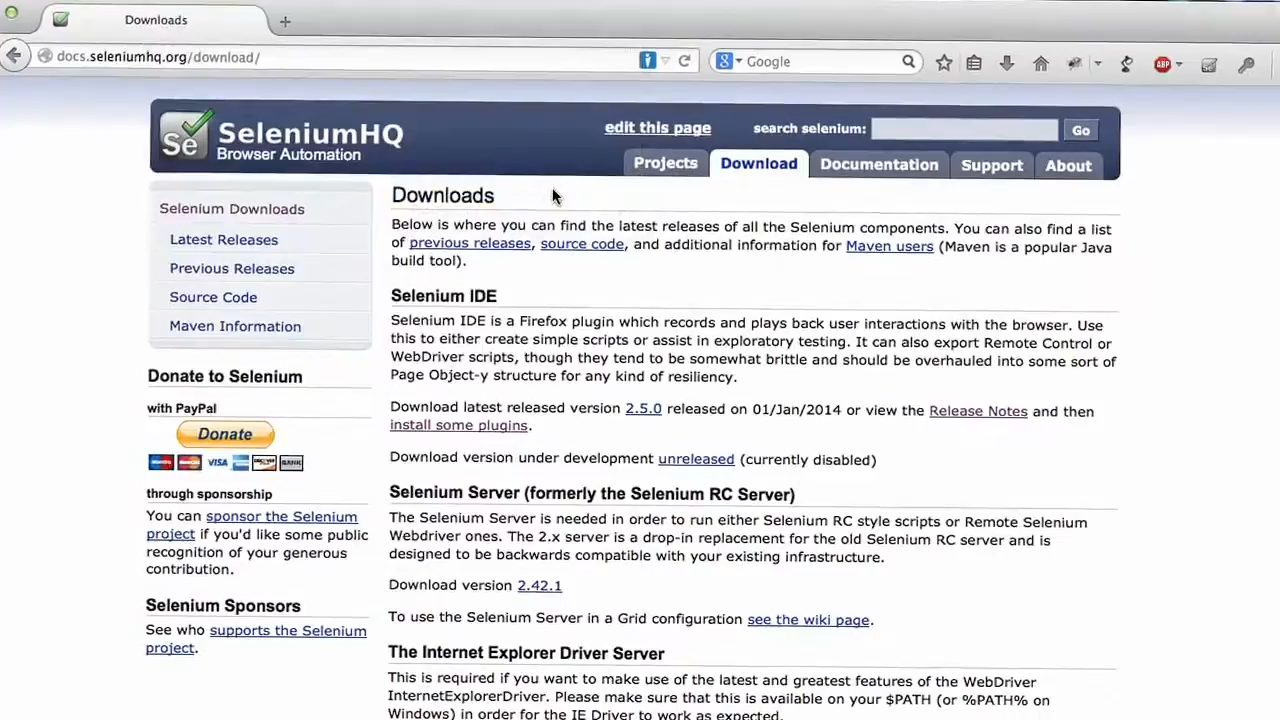 Downloads
docs.seleniumhq.org/download/
Google
ABP
Se
SeleniumHQ
Browser Automation
edit this page
search selenium:
Go
Projects
Download
Documentation
Support
About
Selenium Downloads
Latest Releases
Previous Releases
Source Code
Maven Information
Donate to Selenium
with PayPal
Donate
VISA
BANK
through sponsorship
You can sponsor the Selenium
project if you'd like some public
recognition of your generous
contribution.
Selenium Sponsors
See who supports the Selenium
project.
Downloads
Below is where you can find the latest releases of all the Selenium components. You can also find a list
of previous releases, source code, and additional information for Maven users (Maven is a popular Java
build tool).
Selenium IDE
Selenium IDE is a Firefox plugin which records and plays back user interactions with the browser. Use
this to either create simple scripts or assist in exploratory testing. It can also export Remote Control or
WebDriver scripts, though they tend to be somewhat brittle and should be overhauled into some sort of
Page Object-y structure for any kind of resiliency.
Download latest released version 2.5.0 released on 01/Jan/2014 or view the Release Notes and then
install some plugins.
Download version under development unreleased (currently disabled)
Selenium Server (formerly the Selenium RC Server)
The Selenium Server is needed in order to run either Selenium RC style scripts or Remote Selenium
Webdriver ones. The 2.x server is a drop-in replacement for the old Selenium RC server and is
designed to be backwards compatible with your existing infrastructure.
Download version 2.42.1
To use the Selenium Server in a Grid configuration see the wiki page.
The Internet Explorer Driver Server
This is required if you want to make use of the latest and greatest features of the WebDriver
InternetExplorerDriver. Please make sure that this is available on your $PATH (or %PATH% on
Windows) in order for the IE Driver to work as expected.